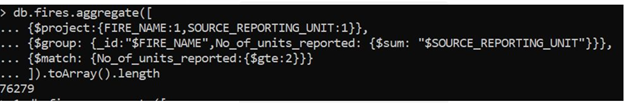 > db.fires.aggregate([
... {$project:{FIRE_NAME:1,SOURCE_REPORTING_UNIT:1}},
... {$group: {_id:"$FIRE_NAME",No_of_units_reported: {$sum: "$SOURCE_REPORTING_UNIT"}}},
... {$match: {No_of_units_reported:{$gte:2}}}
... ]).toArray().length
76279